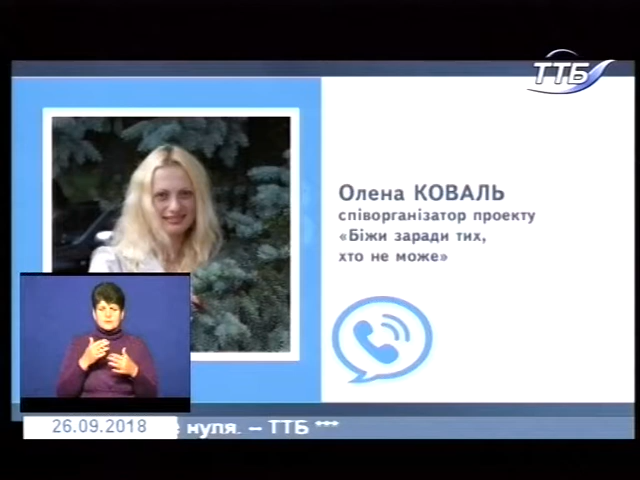 ТТБ
Олена КОВАЛЬ
співорганізатор проекту
«Біжи заради тих,
хто не може»
26.09.2018
нуля. – ТТБ ***